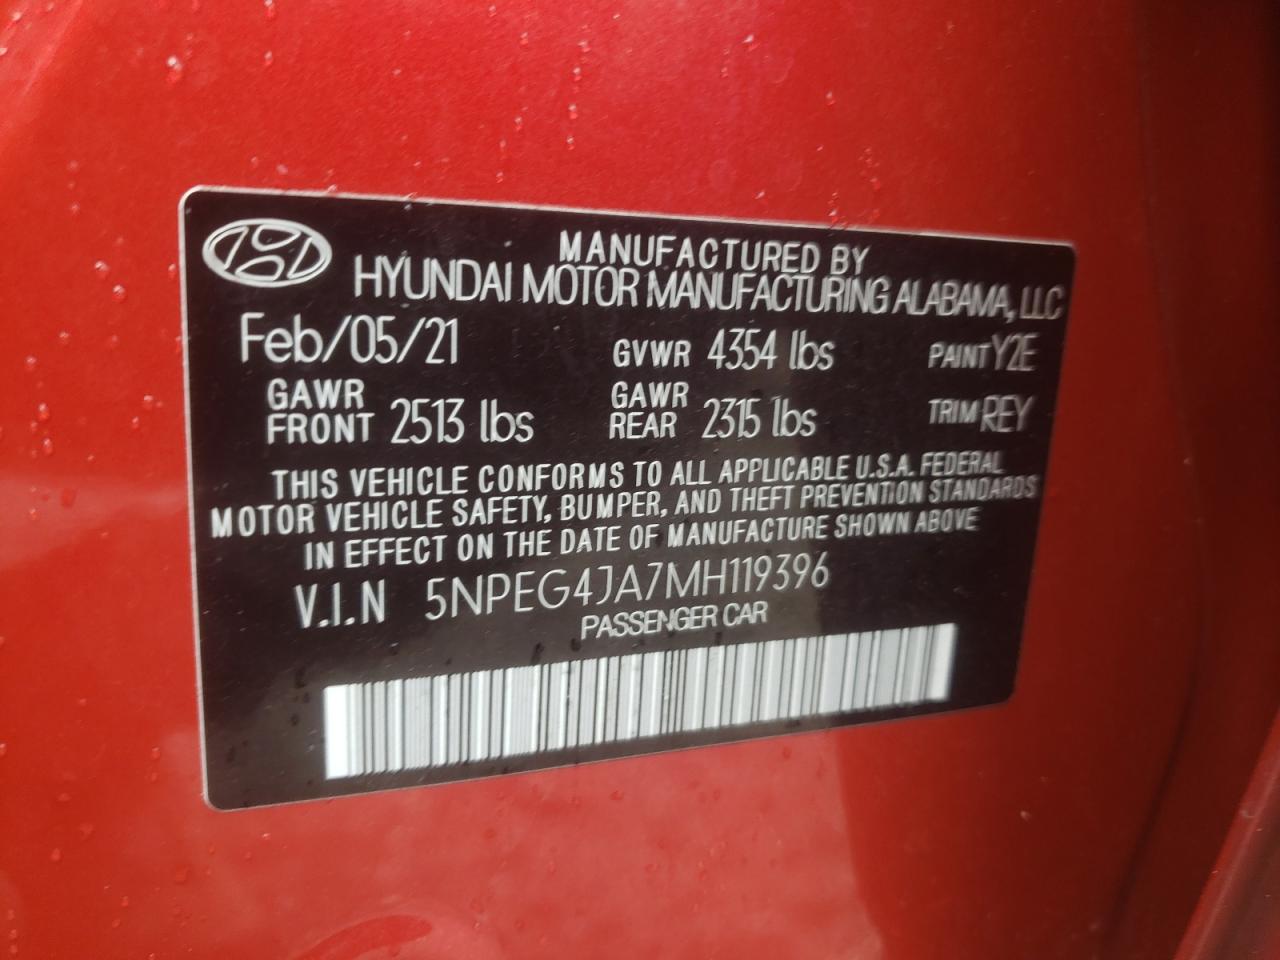 MANUFACTURED BY
HYUNDAI MOTOR MANUFACTURING ALABAMA, LLC
Feb/05/21 GVWR 4354 lbs PAINT Y2E
GAWR FRONT 2513 lbs GAWR REAR 2315 lbs TRIM REY
THIS VEHICLE CONFORMS TO ALL APPLICABLE U.S.A. FEDERAL
MOTOR VEHICLE SAFETY, BUMPER, AND THEFT PREVENTION STANDARDS
IN EFFECT ON THE DATE OF MANUFACTURE SHOWN ABOVE
V.I.N 5NPEG4JA7MH119396
PASSENGER CAR